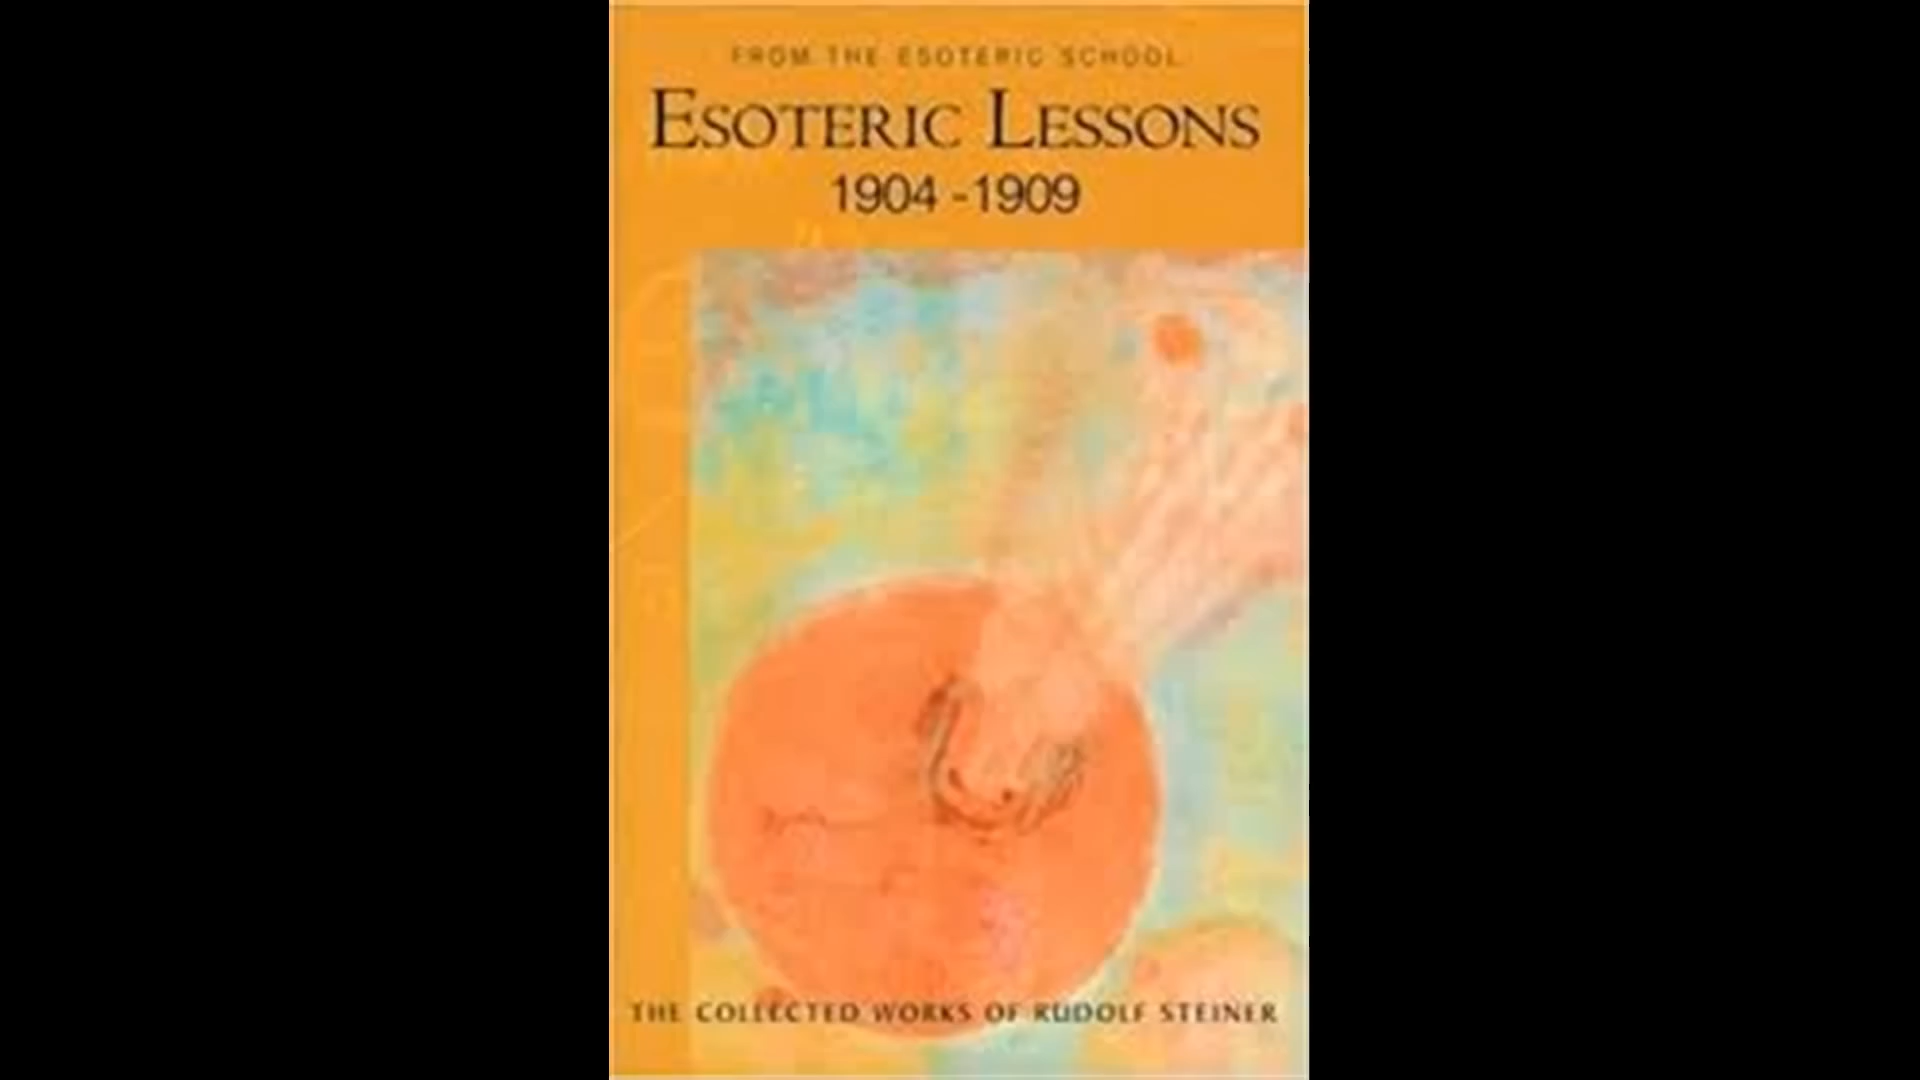 FROM THE ESOTERIC SCHOOL
ESOTERIC LESSONS
1904 -1909
THE COLLECTED WORKS OF RUDOLF STEINER